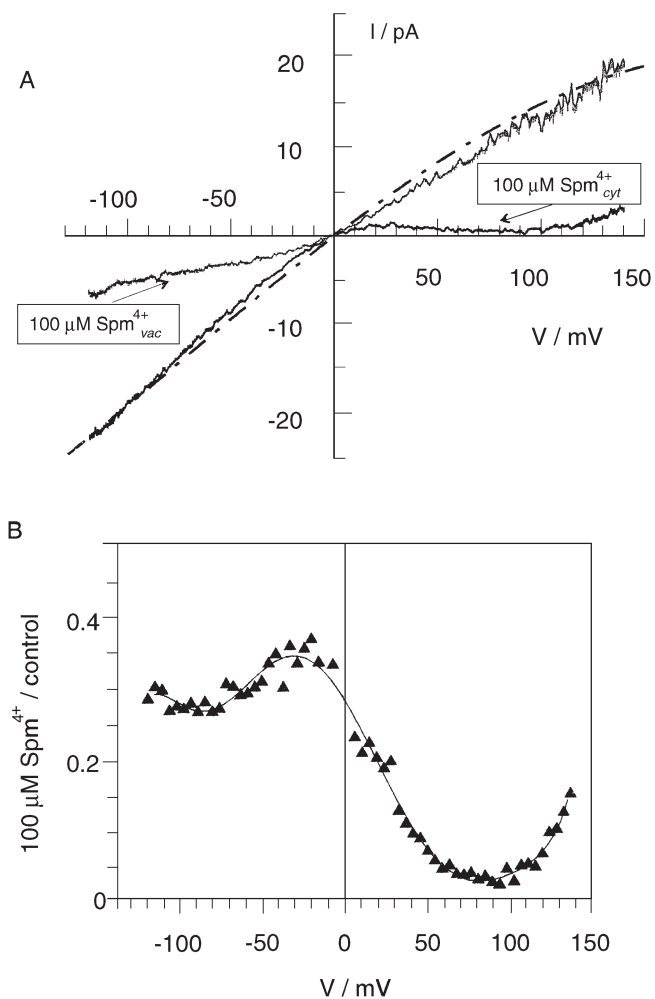 A
I / pA
20
10
-100 -50
100 μM Spm4+cyt
50 100 150
100 μM Spm4+vac
-10
V / mV
-20
B
100 μM Spm4+ / control
0.4
0.2
0
-100 -50 0 50 100 150
V / mV